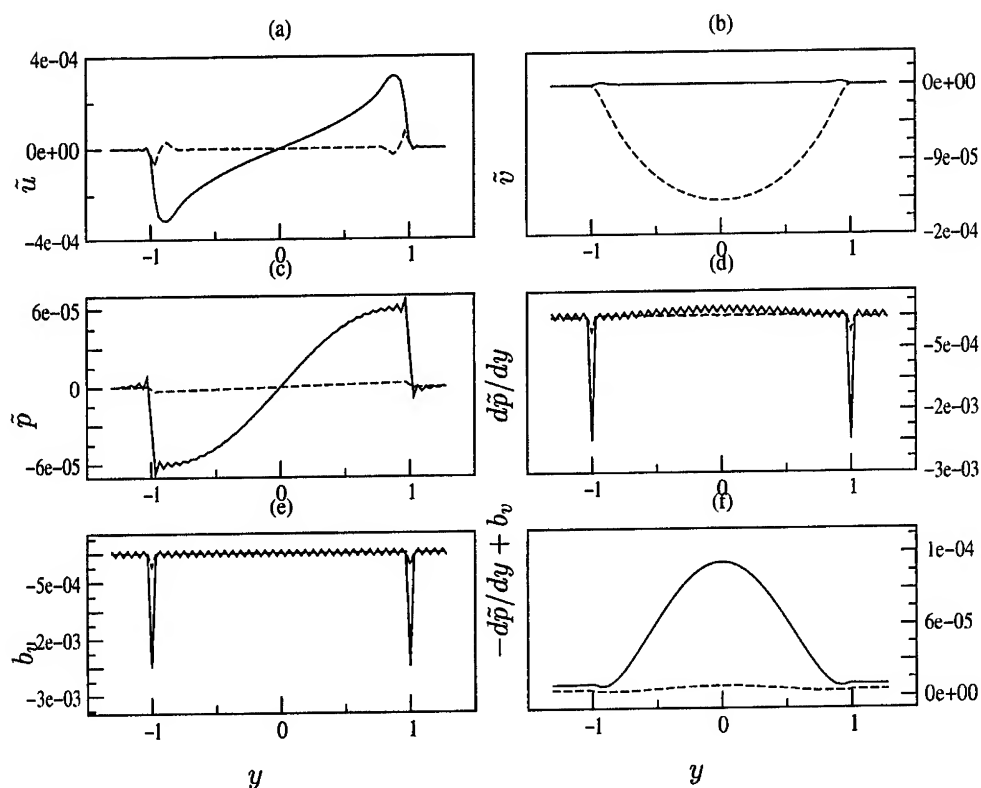 (a)
4e−04
0e+00
−4e−04
ũ
−1 0 1
(b)
0e+00
−9e−05
−2e−04
ṽ
−1 0 1
(c)
6e−05
0
−6e−05
p̃
−1 0 1
(d)
−5e−04
−2e−03
−3e−03
dp̃/dy
−1 0 1
(e)
−5e−04
−2e−03
−3e−03
b_v
−1 0 1
y
(f)
1e−04
6e−05
0e+00
−dp̃/dy + b_v
−1 0 1
y